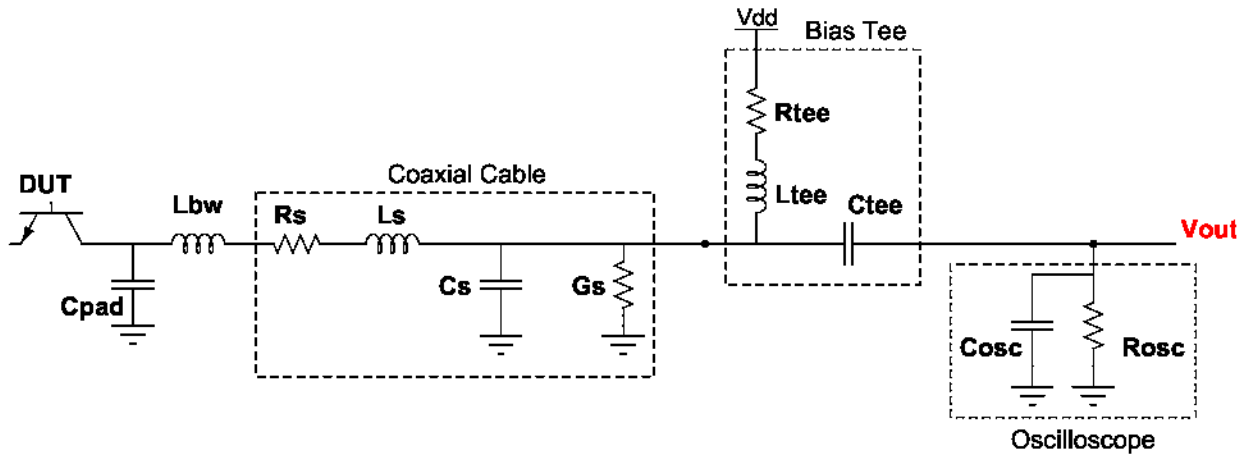 Vdd
Bias Tee
Rtee
Coaxial Cable
DUT
Lbw
Rs
Ls
Ltee
Ctee
Vout
Cpad
Cs
Gs
Cosc
Rosc
Oscilloscope